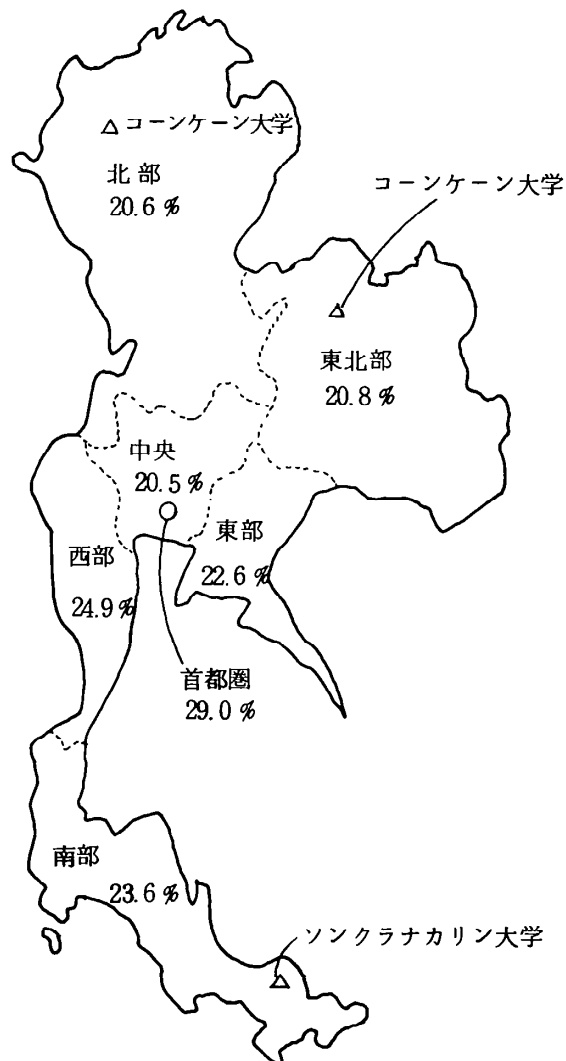 コーンケーン大学
北部
20.6%
コーンケーン大学
東北部
20.8%
中央
20.5%
東部
22.6%
西部
24.9%
首都圏
29.0%
南部
23.6%
ソンクラナカリン大学